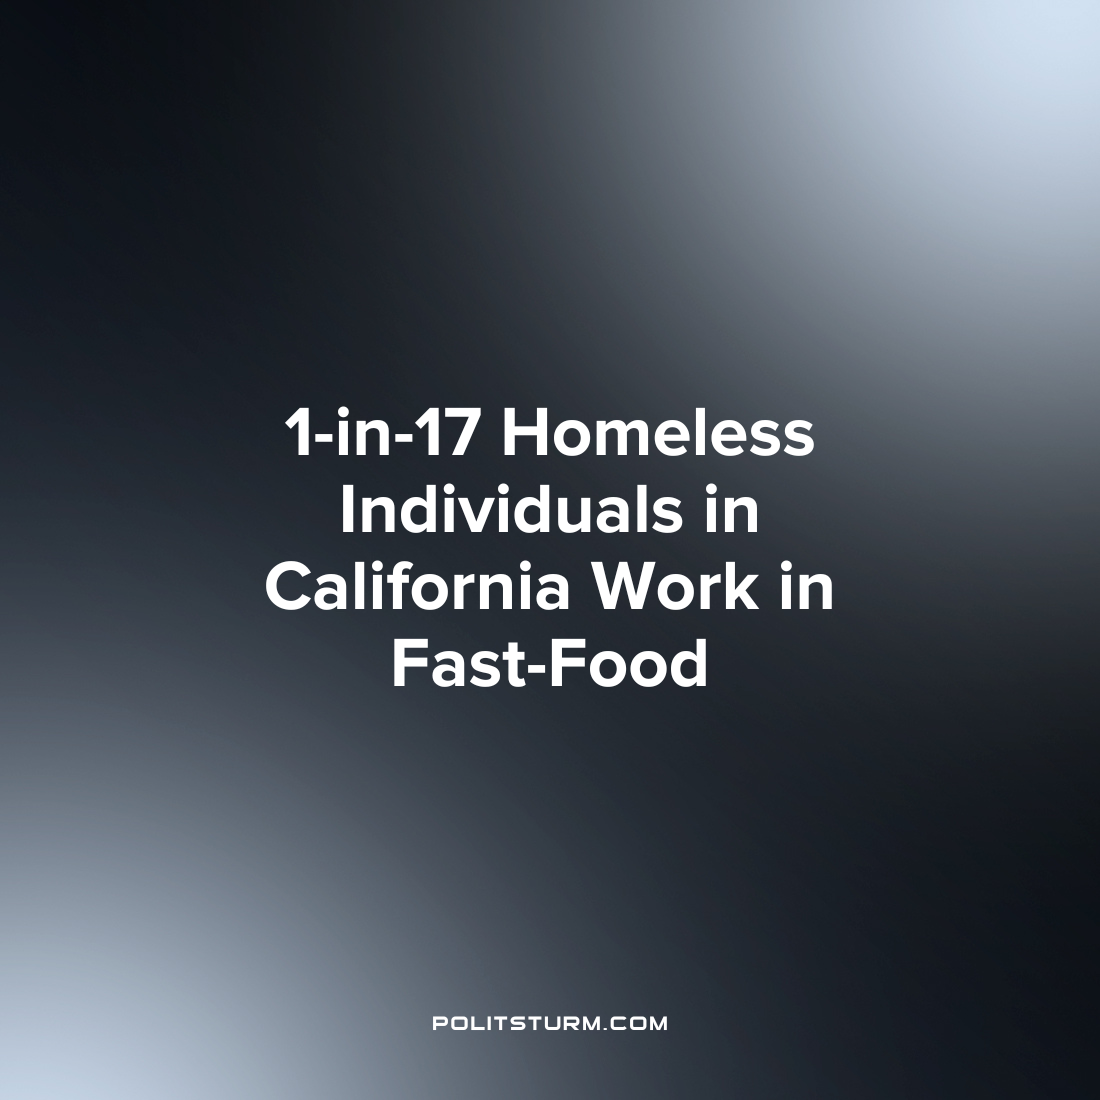 1-in-17 Homeless
Individuals in
California Work in
Fast-Food
POLITSTURM.COM